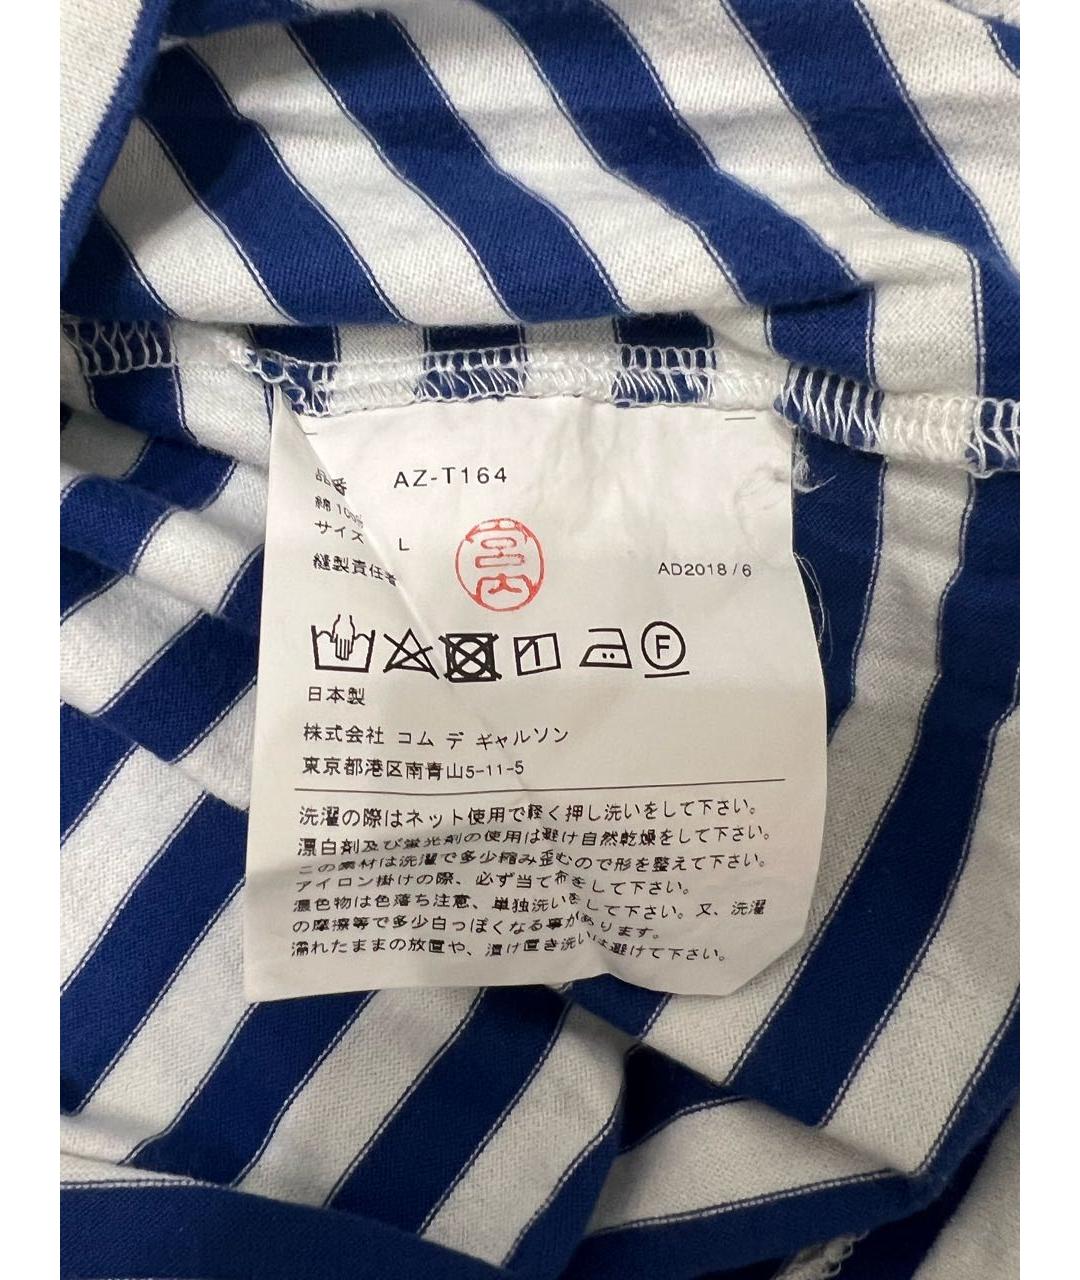 品番 AZ-T164
綿100%
サイズ L
縫製責任者 宮内 AD2018/6
F
日本製
株式会社 コム デ ギャルソン
東京都港区南青山5-11-5
洗濯の際はネット使用で軽く押し洗いをして下さい。
漂白剤及び蛍光剤の使用は避け自然乾燥をして下さい。
この素材は洗濯で多少縮み歪むので形を整えて下さい。
アイロン掛けの際、必ず当て布をして下さい。
濃色物は色落ち注意、単独洗いをして下さい。又、洗濯
の摩擦等で多少白っぽくなる事があります。
濡れたままの放置や、漬け置き洗いは避けて下さい。